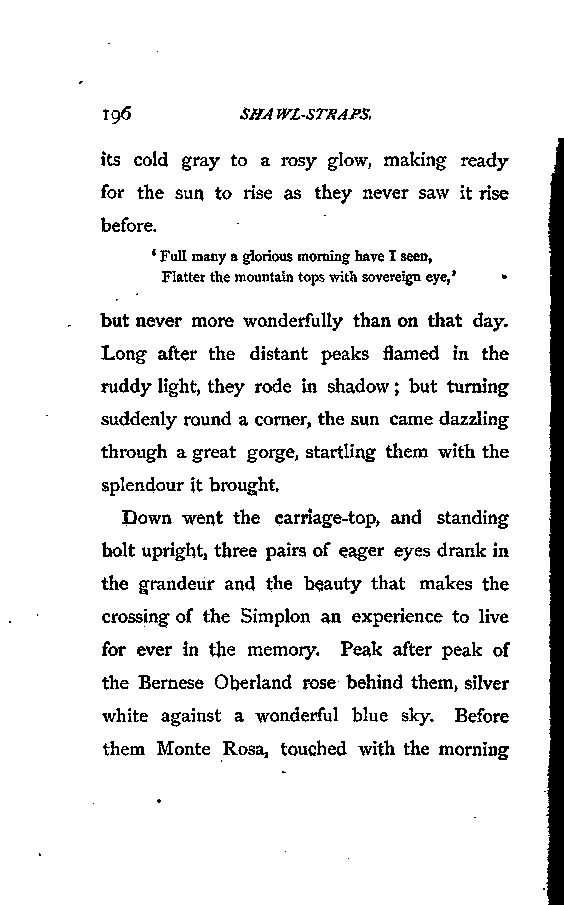 196 SHAWL-STRAPS.
its cold gray to a rosy glow, making ready
for the sun to rise as they never saw it rise
before.
‘ Full many a glorious morning have I seen,
Flatter the mountain tops with sovereign eye,’
but never more wonderfully than on that day.
Long after the distant peaks flamed in the
ruddy light, they rode in shadow ; but turning
suddenly round a corner, the sun came dazzling
through a great gorge, startling them with the
splendour it brought.
Down went the carriage-top, and standing
bolt upright, three pairs of eager eyes drank in
the grandeur and the beauty that makes the
crossing of the Simplon an experience to live
for ever in the memory. Peak after peak of
the Bernese Oberland rose behind them, silver
white against a wonderful blue sky. Before
them Monte Rosa, touched with the morning